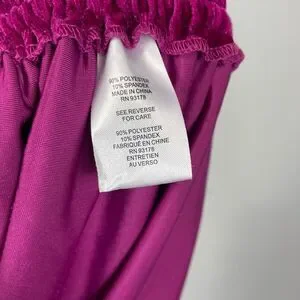 90% POLYESTER
10% SPANDEX
MADE IN CHINA
RN 93178
SEE REVERSE
FOR CARE
90% POLYESTER
10% SPANDEX
FABRIQUÉ EN CHINE
RN 93178
ENTRETIEN
AU VERSO